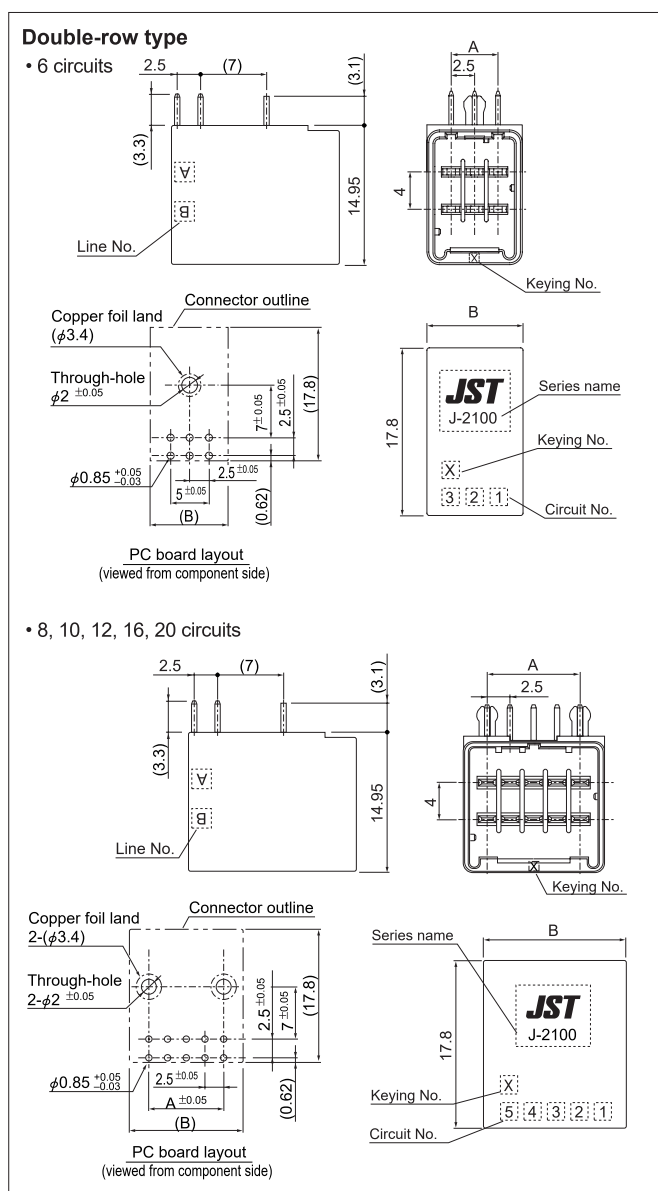 Double-row type
• 6 circuits
2.5 (7) (3.1)
(3.3)
A
B
14.95
Line No.
A
2.5
4
X
Keying No.
Copper foil land
(φ3.4)
Connector outline
Through-hole
φ2 ±0.05
7±0.05
2.5±0.05
(17.8)
φ0.85 +0.05 −0.03
2.5±0.05
5±0.05
(B)
(0.62)
PC board layout
(viewed from component side)
B
17.8
JST
J-2100
Series name
Keying No.
X
3 2 1
Circuit No.
• 8, 10, 12, 16, 20 circuits
2.5 (7) (3.1)
(3.3)
A
B
14.95
Line No.
A
2.5
4
X
Keying No.
Copper foil land
2-(φ3.4)
Connector outline
Through-hole
2-φ2 ±0.05
2.5±0.05
7±0.05
(17.8)
φ0.85 +0.05 −0.03
2.5±0.05
A±0.05
(B)
(0.62)
PC board layout
(viewed from component side)
Series name
B
17.8
JST
J-2100
Keying No.
X
5 4 3 2 1
Circuit No.